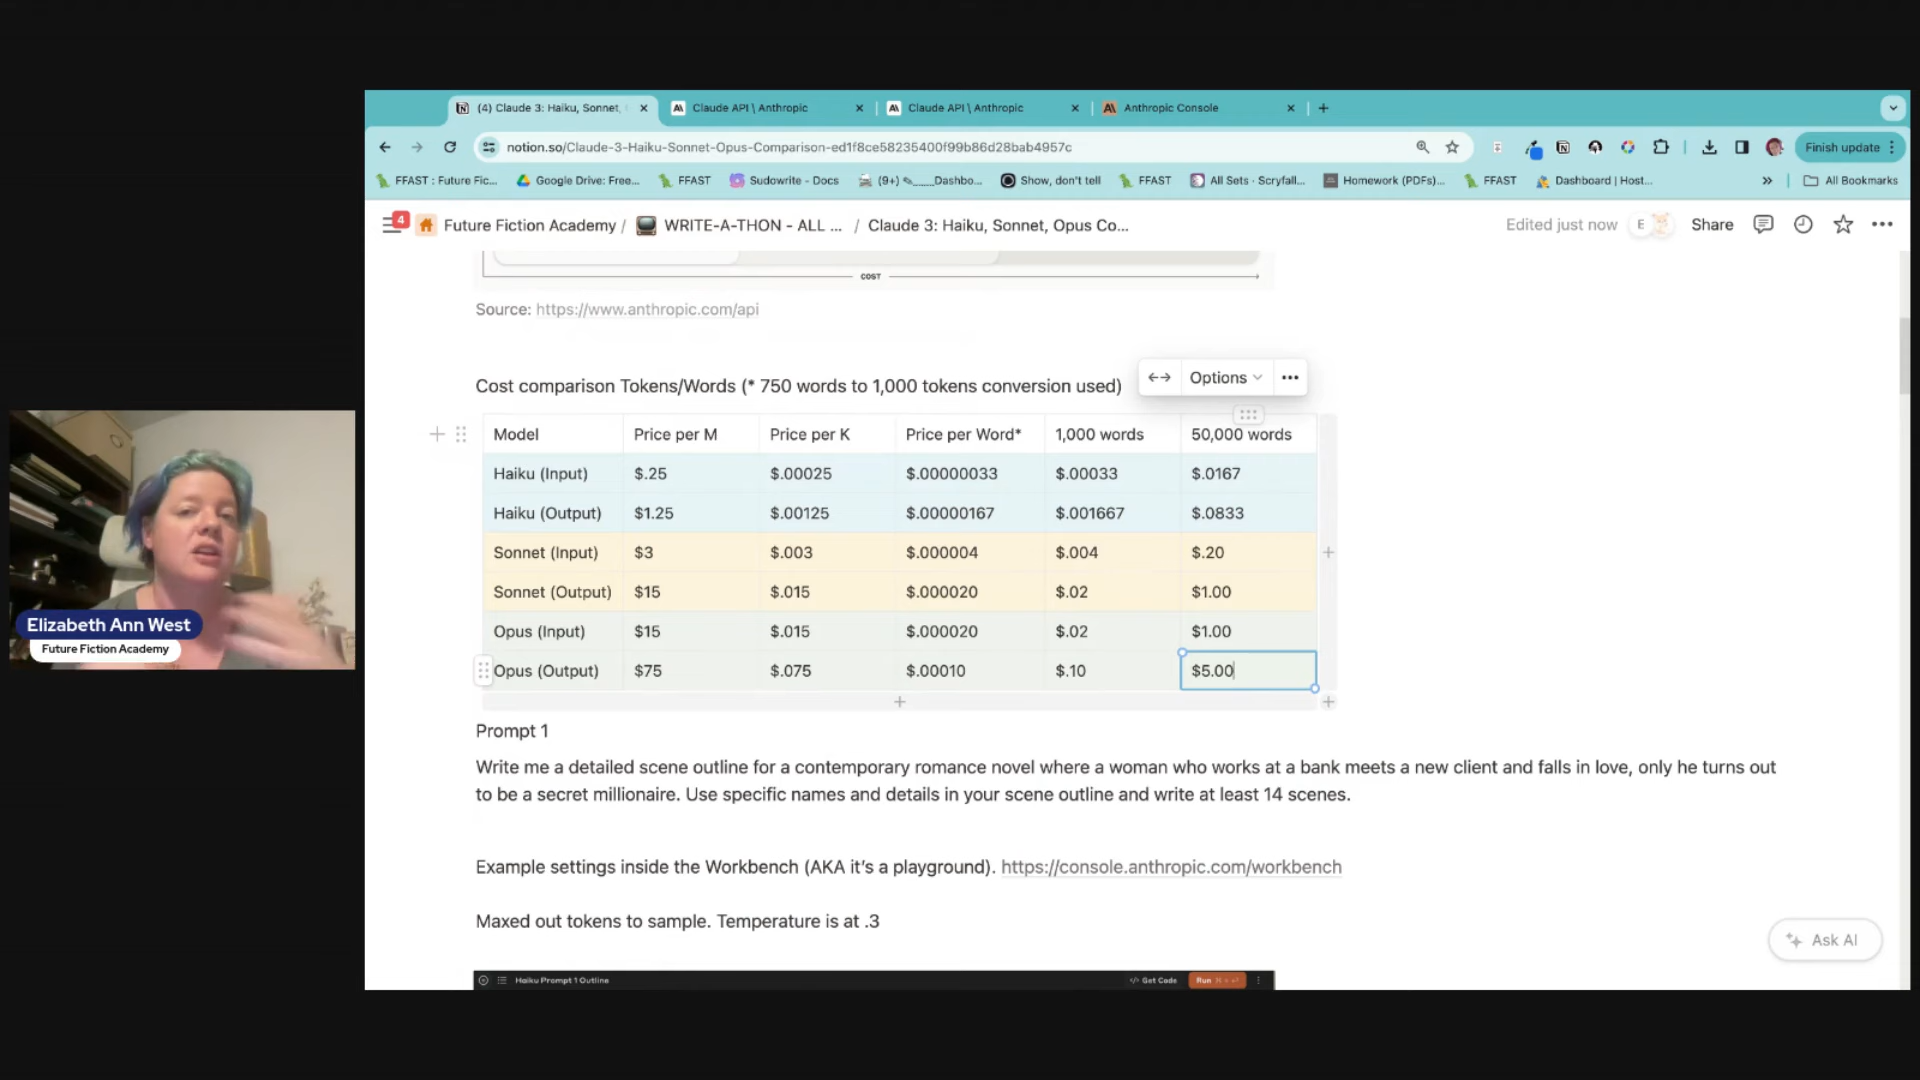 (4) Claude 3: Haiku, Sonnet,
Claude API \ Anthropic
Claude API \ Anthropic
Anthropic Console
notion.so/Claude-3-Haiku-Sonnet-Opus-Comparison-ed1f8ce58235400f99b86d28bab4957c
Finish update
FFAST : Future Fic...
Google Drive: Free...
FFAST
Sudowrite - Docs
(9+) ✎____Dashbo...
Show, don't tell
FFAST
All Sets · Scryfall...
Homework (PDFs)...
FFAST
Dashboard | Host...
All Bookmarks
4
Future Fiction Academy / WRITE-A-THON - ALL ... / Claude 3: Haiku, Sonnet, Opus Co...
Edited just now
E
Share
COST
Source: https://www.anthropic.com/api
Options
Cost comparison Tokens/Words (* 750 words to 1,000 tokens conversion used)
Model Price per M Price per K Price per Word* 1,000 words 50,000 words
Haiku (Input) $.25 $.00025 $.00000033 $.00033 $.0167
Haiku (Output) $1.25 $.00125 $.00000167 $.001667 $.0833
Sonnet (Input) $3 $.003 $.000004 $.004 $.20
Sonnet (Output) $15 $.015 $.000020 $.02 $1.00
Opus (Input) $15 $.015 $.000020 $.02 $1.00
Opus (Output) $75 $.075 $.00010 $.10 $5.00
Prompt 1
Write me a detailed scene outline for a contemporary romance novel where a woman who works at a bank meets a new client and falls in love, only he turns out
to be a secret millionaire. Use specific names and details in your scene outline and write at least 14 scenes.
Example settings inside the Workbench (AKA it's a playground). https://console.anthropic.com/workbench
Maxed out tokens to sample. Temperature is at .3
Ask AI
Haiku Prompt 1 Outline
</> Get Code
Run
Elizabeth Ann West
Future Fiction Academy